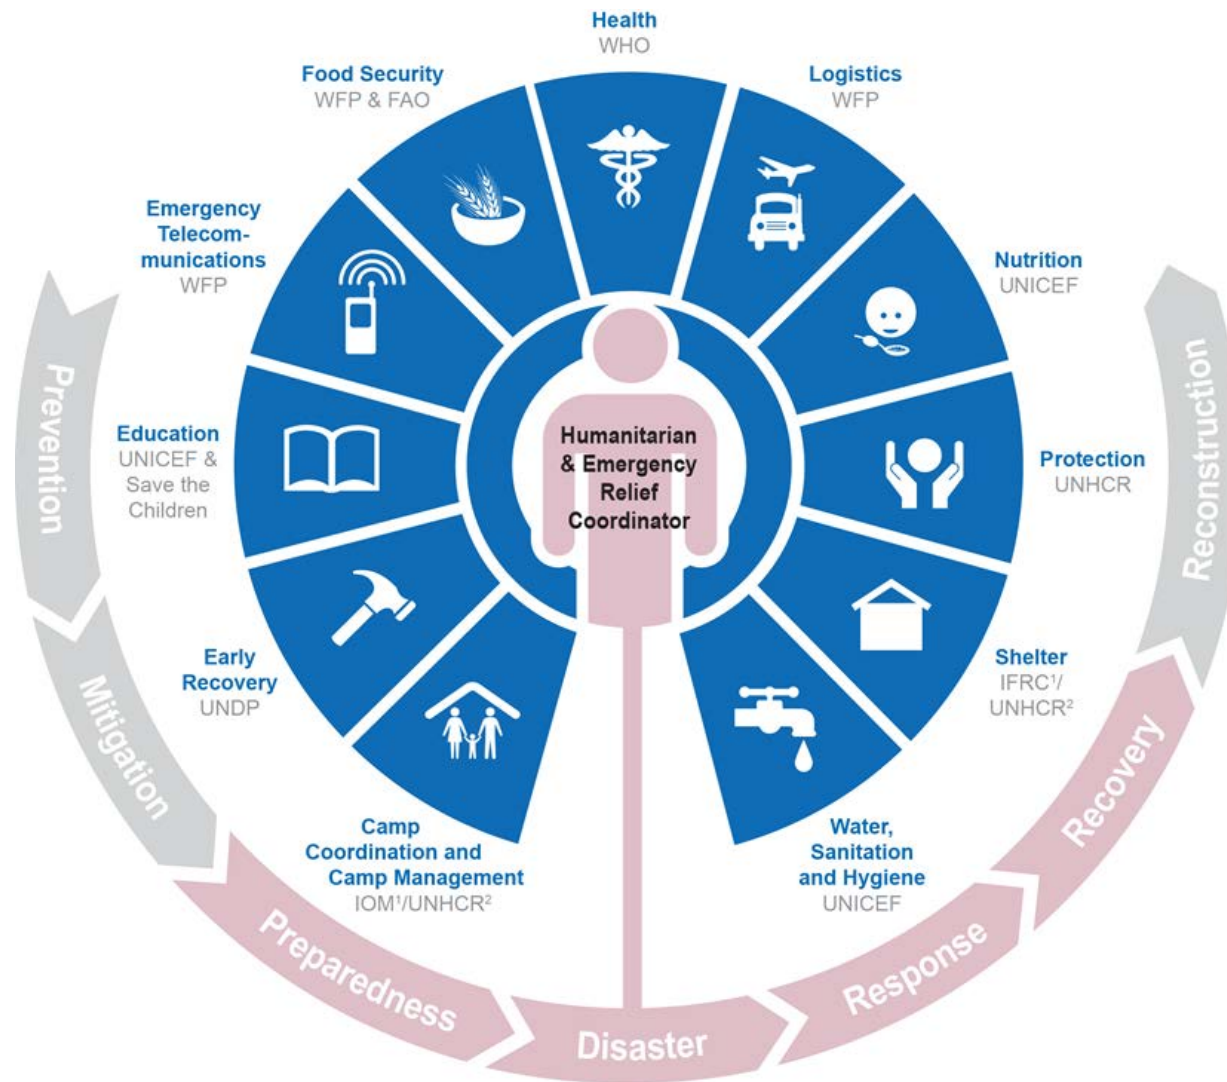 Health
WHO
Logistics
WFP
Nutrition
UNICEF
Protection
UNHCR
Shelter
IFRC¹/
UNHCR²
Water,
Sanitation
and Hygiene
UNICEF
Camp
Coordination and
Camp Management
IOM¹/UNHCR²
Early
Recovery
UNDP
Education
UNICEF &
Save the
Children
Emergency
Telecom-
munications
WFP
Food Security
WFP & FAO
Humanitarian
& Emergency
Relief
Coordinator
Prevention
Mitigation
Preparedness
Disaster
Response
Recovery
Reconstruction